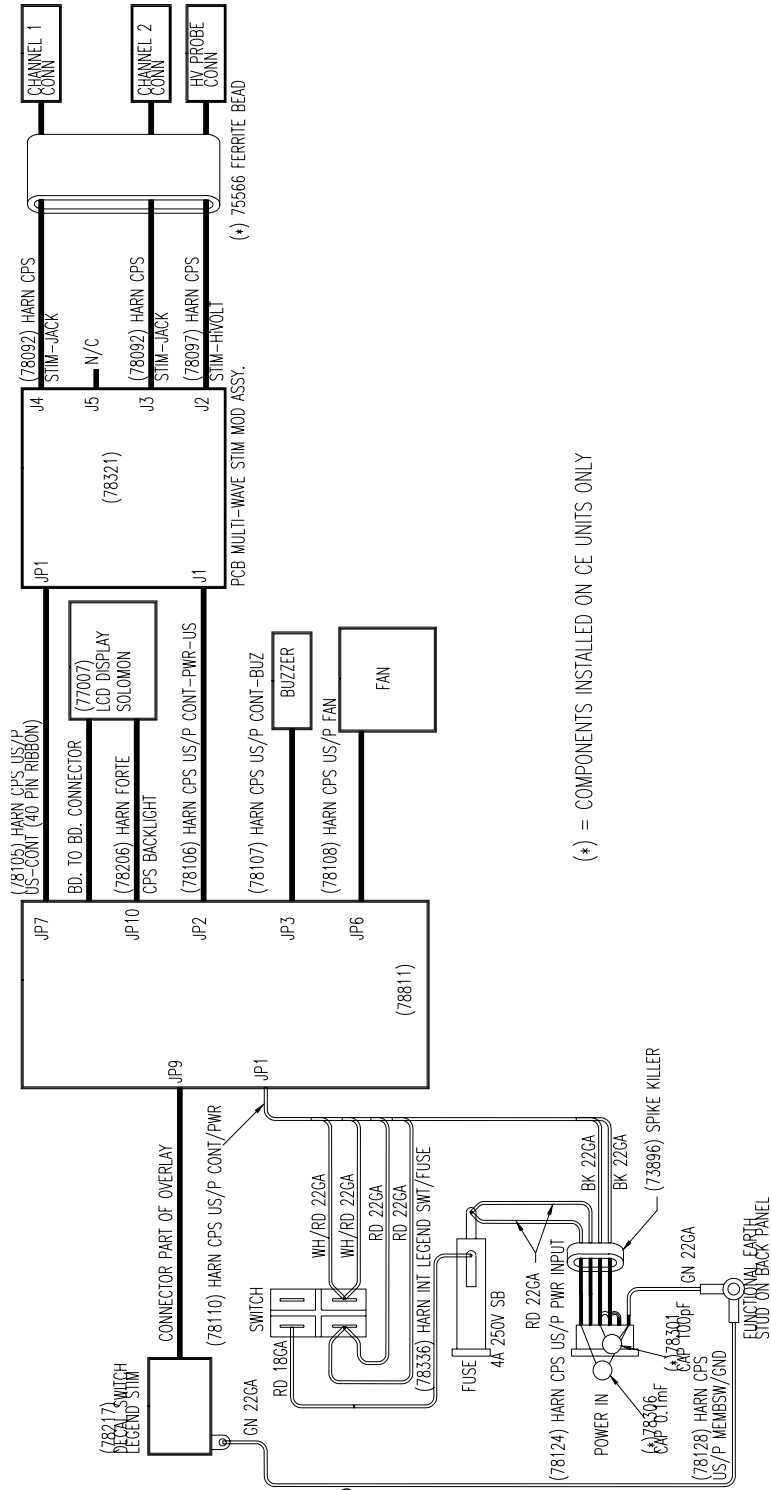 CHANNEL 1
CONN
CHANNEL 2
CONN
HV PROBE
CONN
(*) 75566 FERRITE BEAD
(78092) HARN CPS
STIM-JACK
N/C
(78092) HARN CPS
STIM-JACK
(78097) HARN CPS
STIM-HIVOLT
J4
J5
J3
J2
(78321)
JP1
J1
PCB MULTI-WAVE STIM MOD ASSY.
(78105) HARN CPS US/P
US-CONT (40 PIN RIBBON)
BD. TO BD. CONNECTOR
(77007)
LCD DISPLAY
SOLOMON
(78206) HARN FORTE
CPS BACKLIGHT
(78106) HARN CPS US/P CONT-PWR-US
(78107) HARN CPS US/P CONT-BUZ
BUZZER
(78108) HARN CPS US/P FAN
FAN
JP7
JP10
JP2
JP3
JP6
(78811)
JP9
JP1
(*) = COMPONENTS INSTALLED ON CE UNITS ONLY
CONNECTOR PART OF OVERLAY
(78110) HARN CPS US/P CONT/PWR
(78217)
DECAL SWITCH
LEGEND STIM
GN 22GA
SWITCH
RD 18GA
WH/RD 22GA
WH/RD 22GA
RD 22GA
RD 22GA
(78336) HARN INT LEGEND SWT/FUSE
FUSE
4A 250V SB
RD 22GA
(78124) HARN CPS US/P PWR INPUT
POWER IN
BK 22GA
BK 22GA
(73896) SPIKE KILLER
(*)78306
CAP 0.1mF
(*)78301
CAP 100pF
GN 22GA
(78128) HARN CPS
US/P MEMBSW/GND
FUNCTIONAL EARTH
STUD ON BACK PANEL